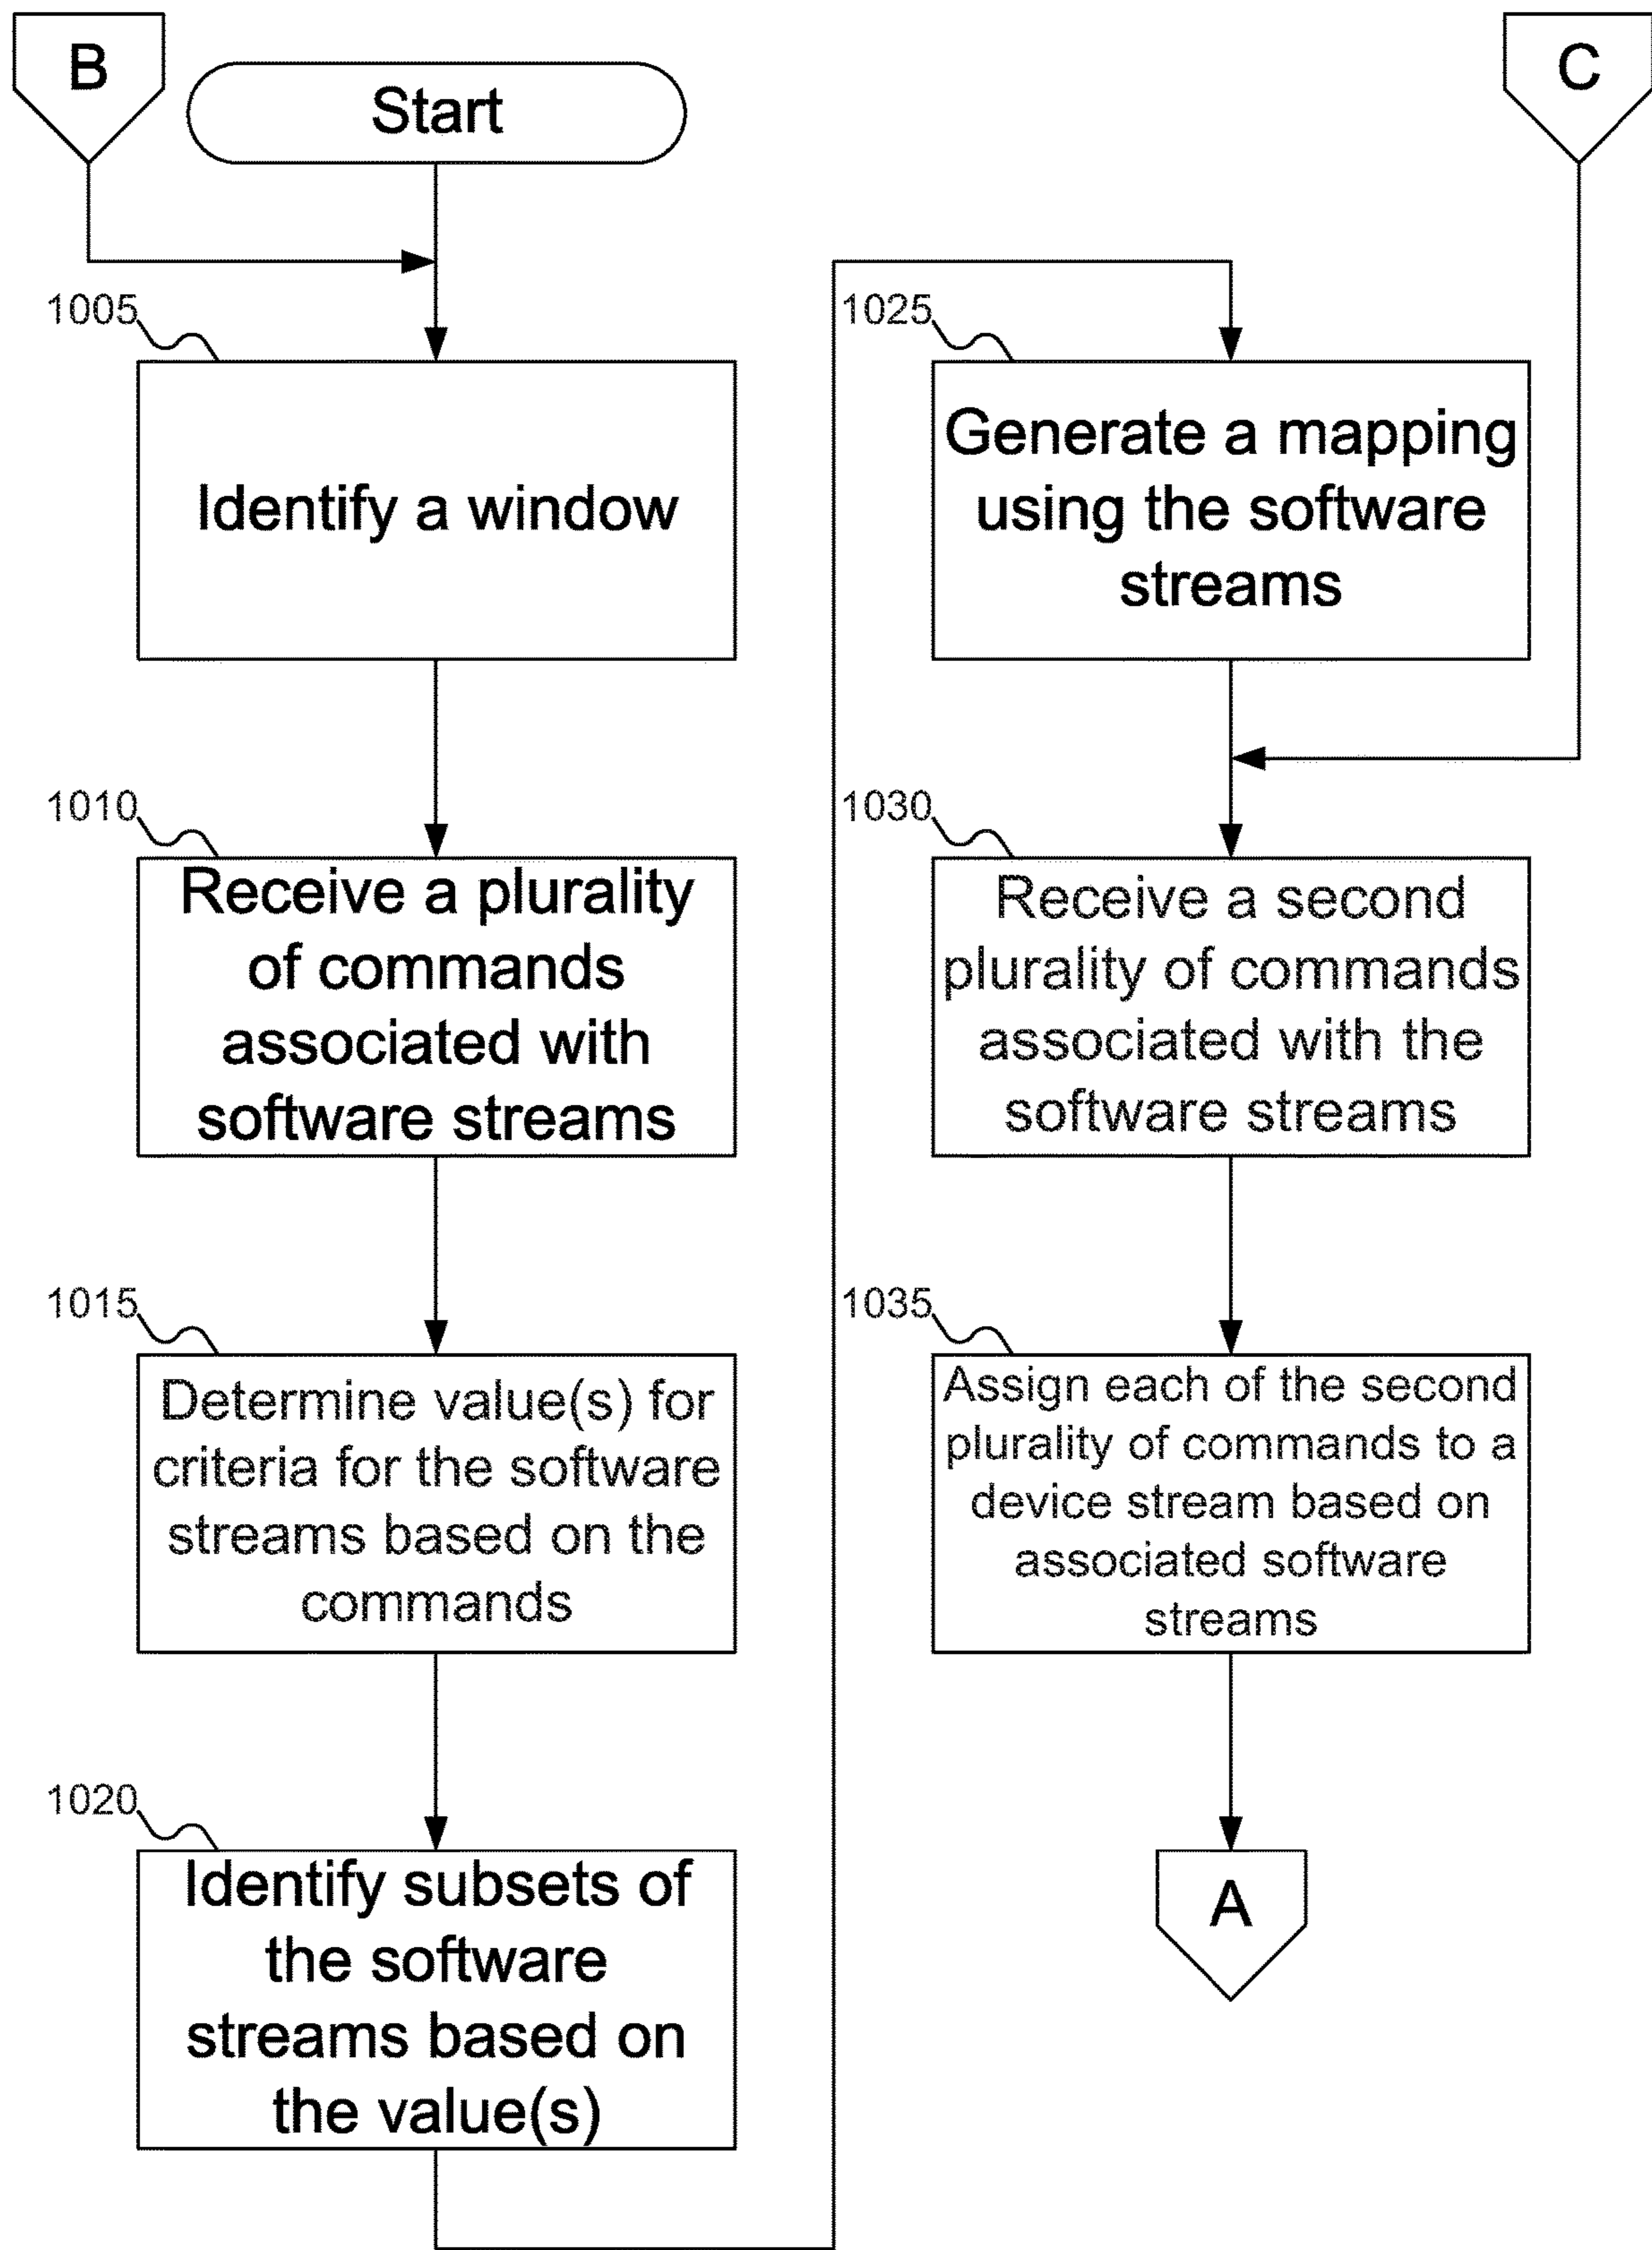 B
Start
C
1005
Identify a window
1010
Receive a plurality
of commands
associated with
software streams
1015
Determine value(s) for
criteria for the software
streams based on the
commands
1020
Identify subsets of
the software
streams based on
the value(s)
1025
Generate a mapping
using the software
streams
1030
Receive a second
plurality of commands
associated with the
software streams
1035
Assign each of the second
plurality of commands to a
device stream based on
associated software
streams
A